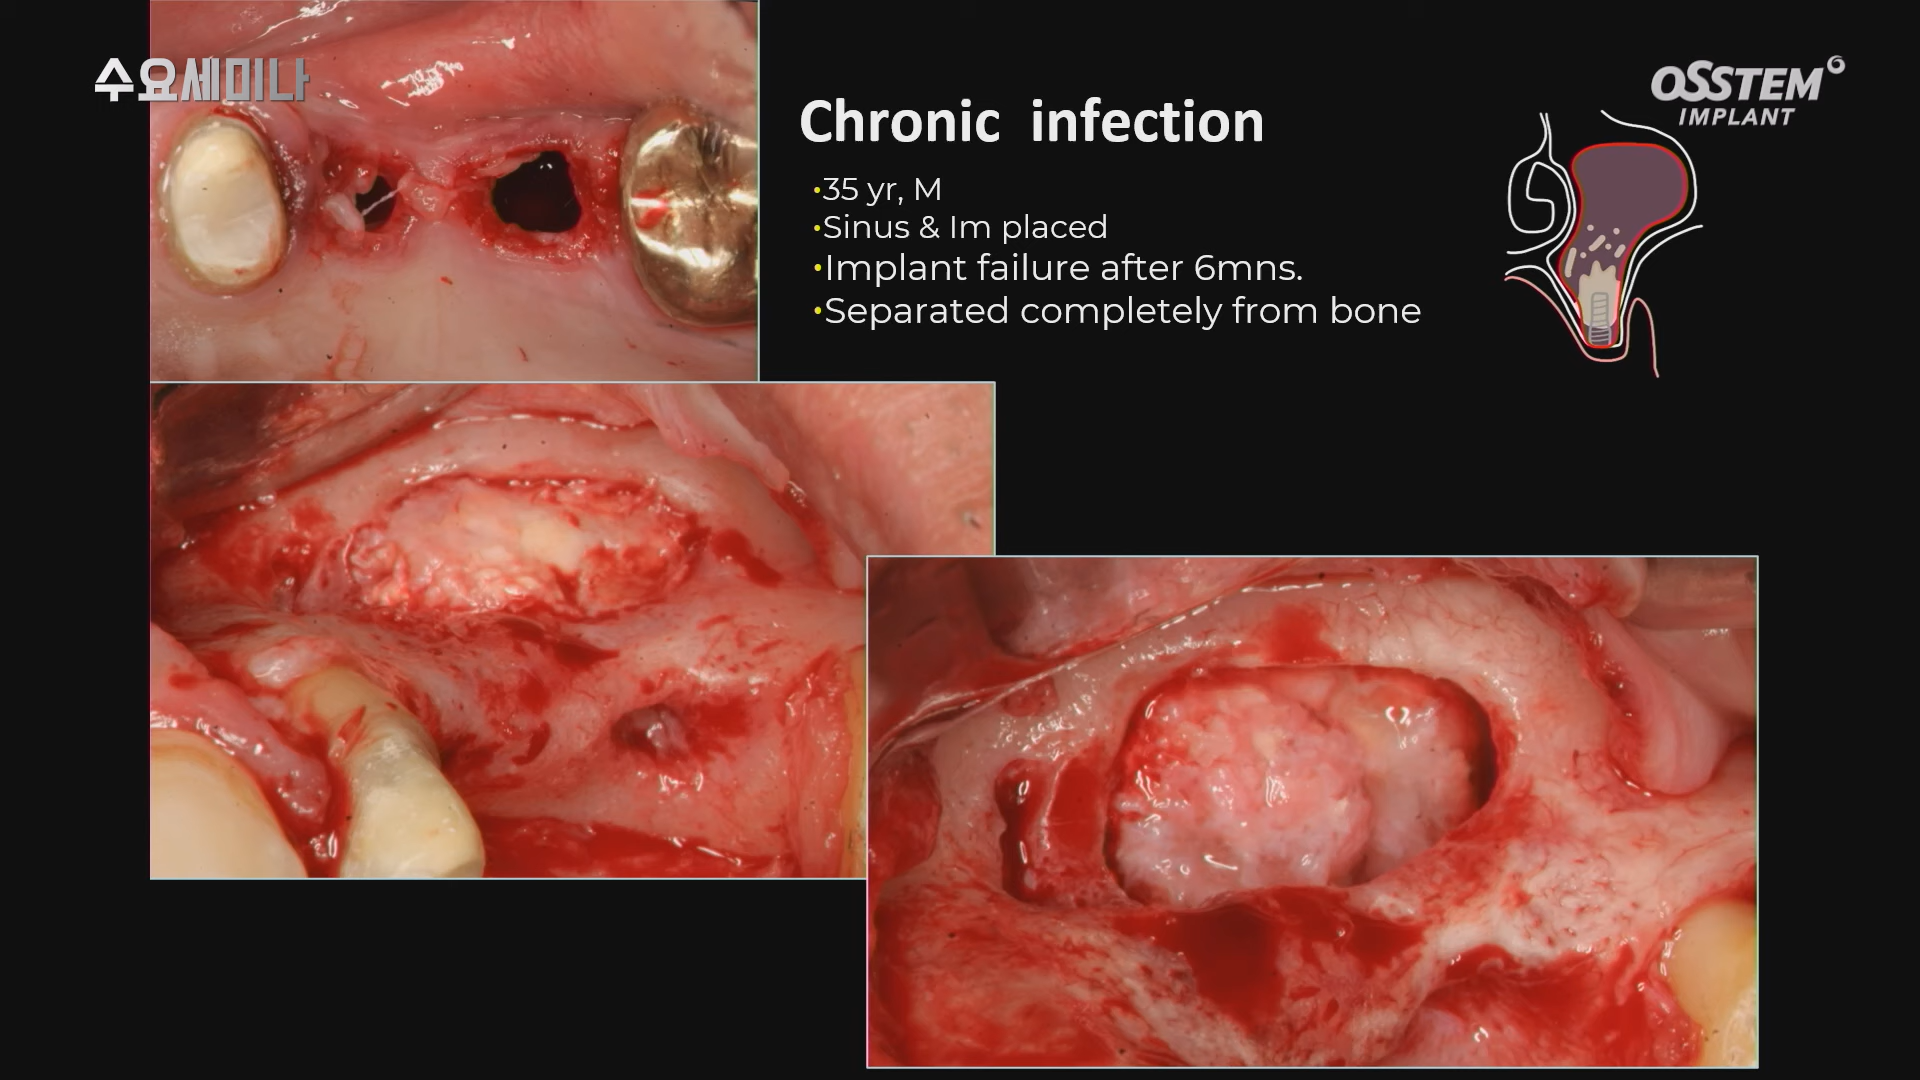 수요세미나
OSSTEM
IMPLANT
Chronic infection
•35 yr, M
•Sinus & Im placed
•Implant failure after 6mns.
•Separated completely from bone